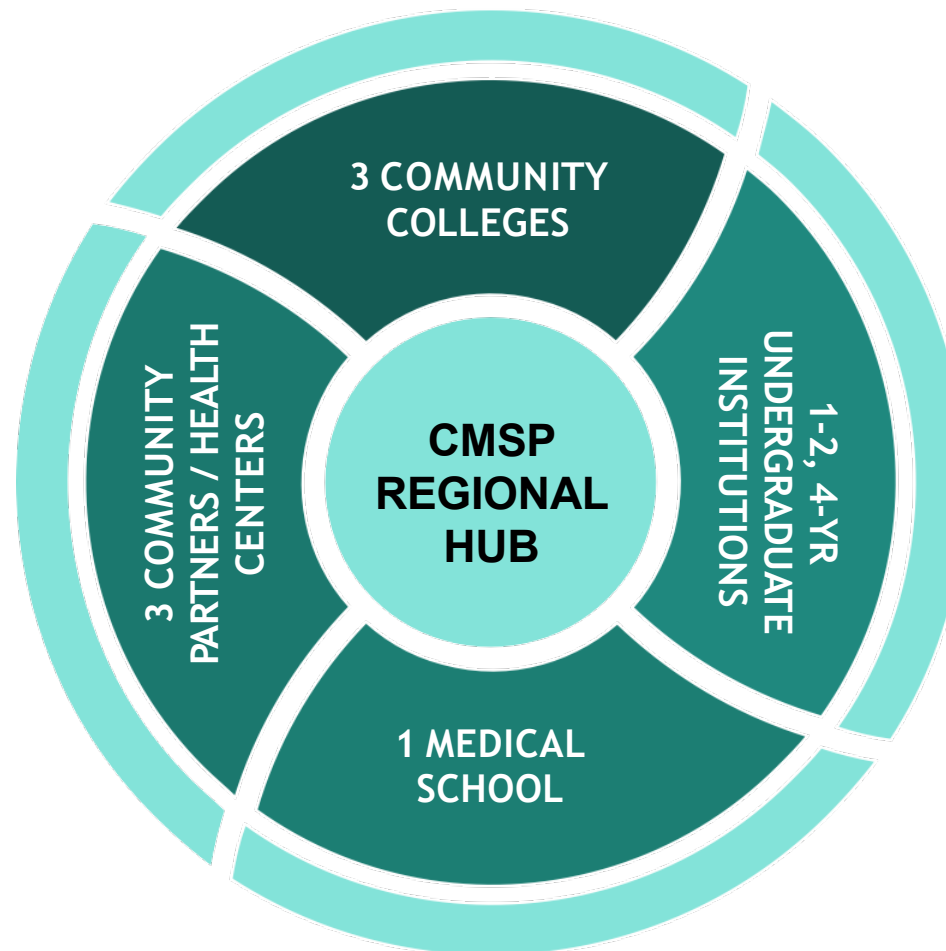 3 COMMUNITY
COLLEGES
1-2, 4-YR
UNDERGRADUATE
INSTITUTIONS
1 MEDICAL
SCHOOL
3 COMMUNITY
PARTNERS / HEALTH
CENTERS
CMSP
REGIONAL
HUB